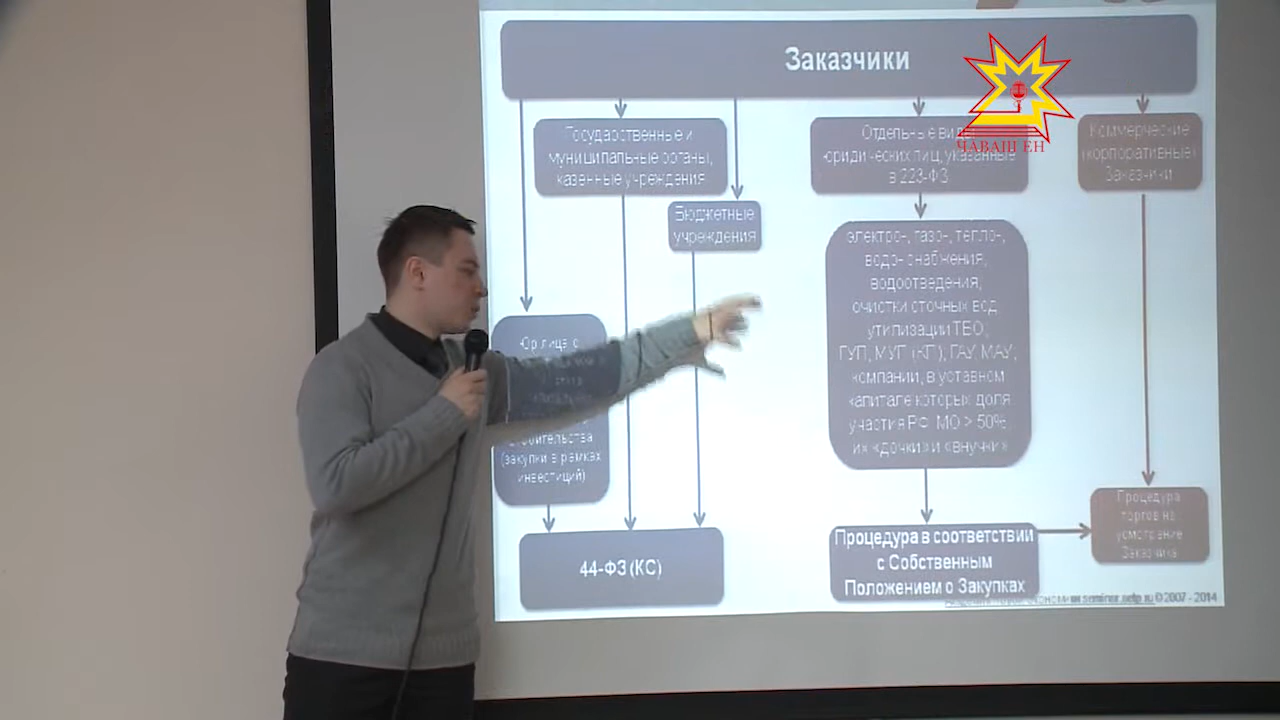 Заказчики
ЧАВАШ ЕН
Государственные и
муниципальные органы,
казенные учреждения
Бюджетные
учреждения
Отдельные виды
юридических лиц, указанные
в 223-ФЗ
Коммерческие
(корпоративные)
Заказчики
электро-, газо-, тепло-,
водо- снабжения,
водоотведения,
очистки сточных вод,
утилизации ТБО,
ГУП, МУП (КП), ГАУ, МАУ,
компании, в уставном
капитале которых доля
участия РФ, МО > 50%,
их «дочки» и «внучки»
Юр лица с
(закупки в рамках
инвестиций)
44-ФЗ (КС)
Процедура в соответствии
с Собственным
Положением о Закупках
Процедура
торгов на
усмотрение
Заказчика
© 2007 - 2014